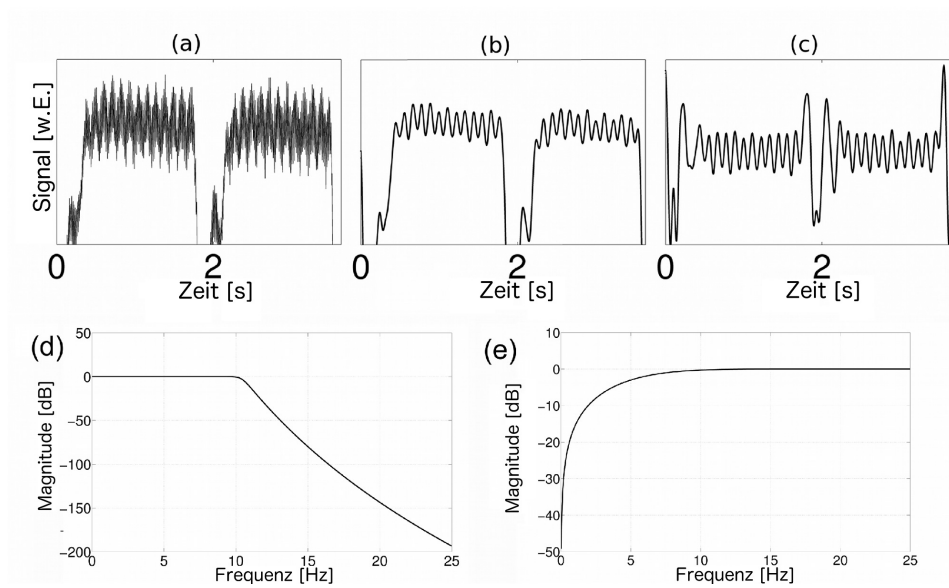 (a) (b) (c)
Signal [w.E.]
0 2 0 2 0 2
Zeit [s] Zeit [s] Zeit [s]
(d)
Magnitude [dB]
50
0
−50
−100
−150
−200
0 5 10 15 20 25
Frequenz [Hz]
(e)
Magnitude [dB]
10
0
−10
−20
−30
−40
−50
0 5 10 15 20 25
Frequenz [Hz]